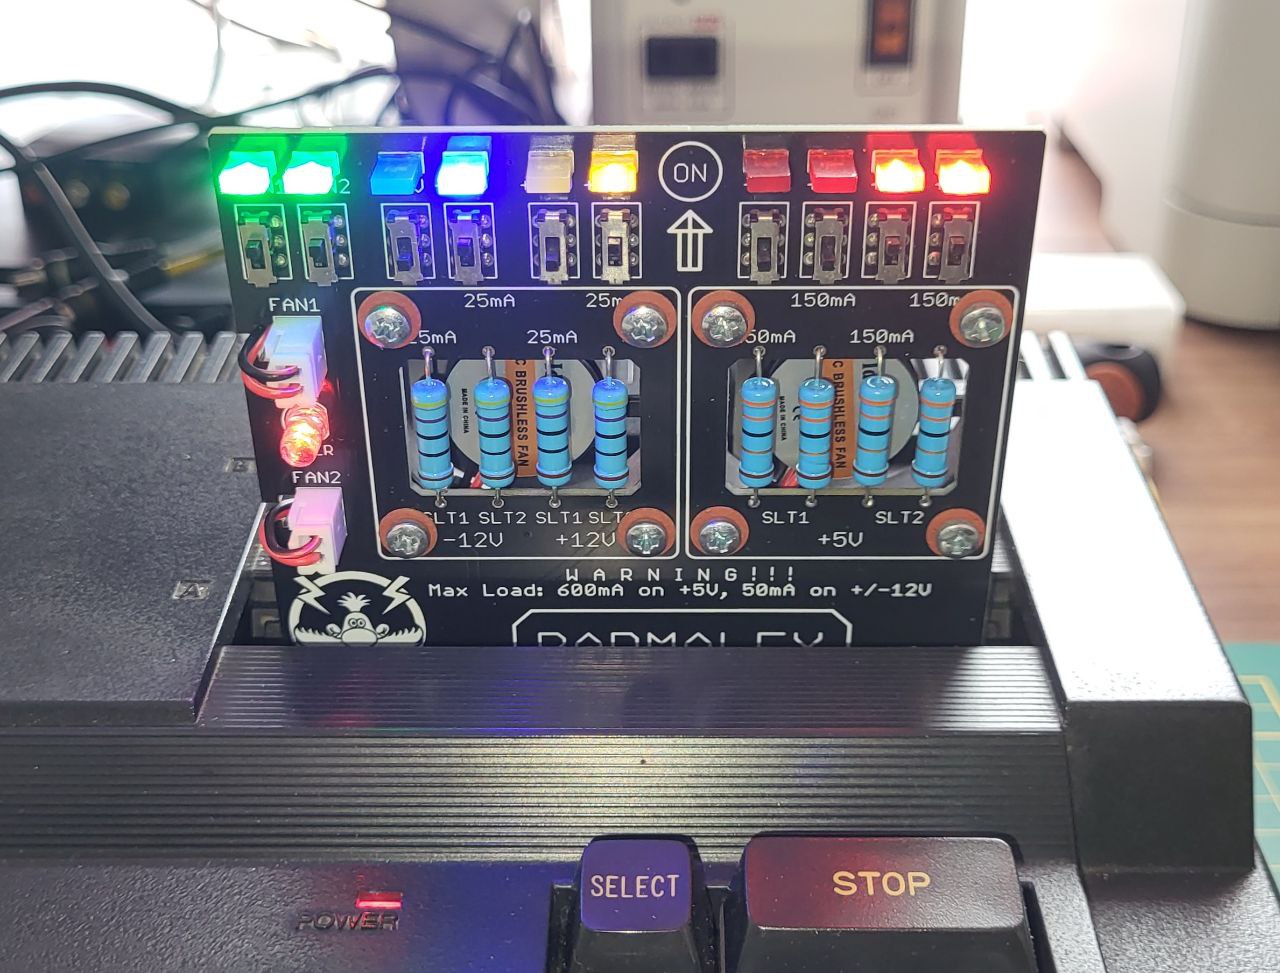 ON
FAN1
25mA 25m
5mA 25mA
150mA 150m
50mA 150mA
C BRUSHLESS FAN
MADE IN CHINA
C BRUSHLESS FAN
MADE IN CHINA
FAN2
SLT1 SLT2 SLT1 SLT
-12V +12V
SLT1 SLT2
+5V
WARNING!!!
Max Load: 600mA on +5V, 50mA on +/-12V
B
A
SELECT
STOP
POWER